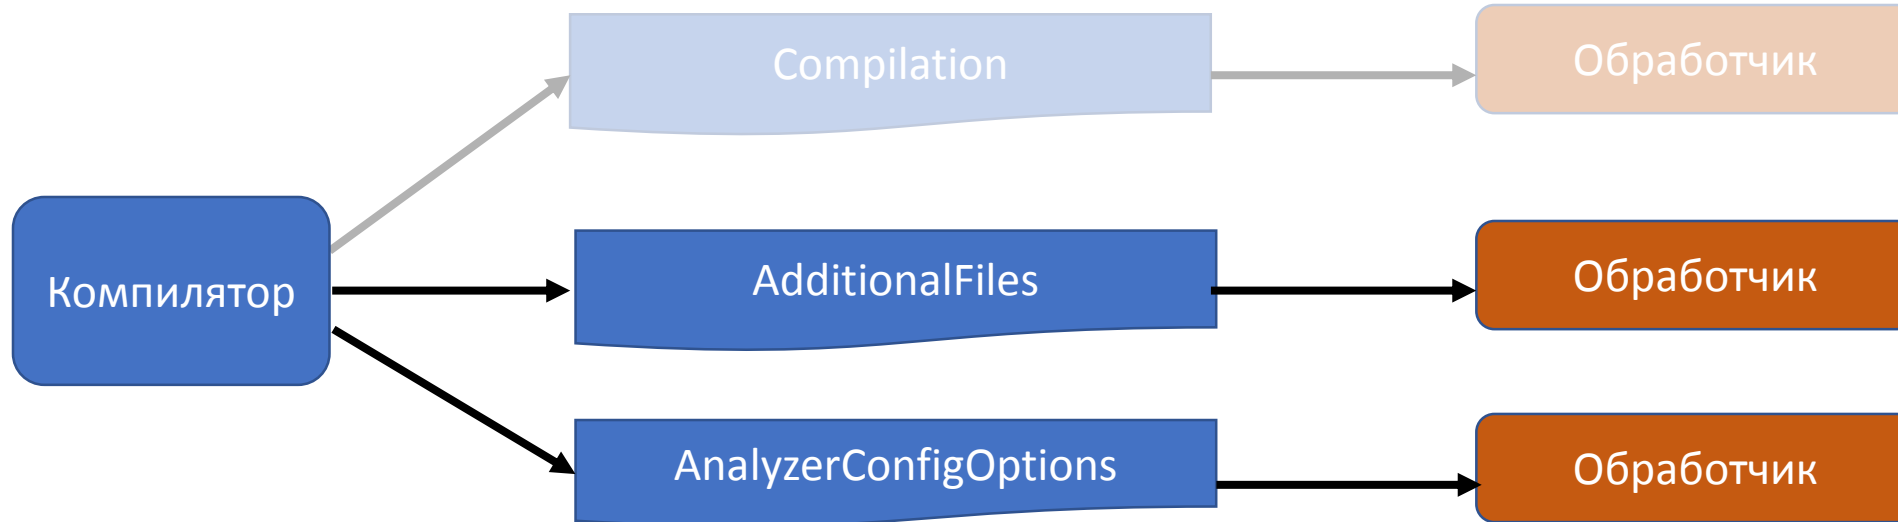 Compilation
Обработчик
Компилятор
AdditionalFiles
Обработчик
AnalyzerConfigOptions
Обработчик